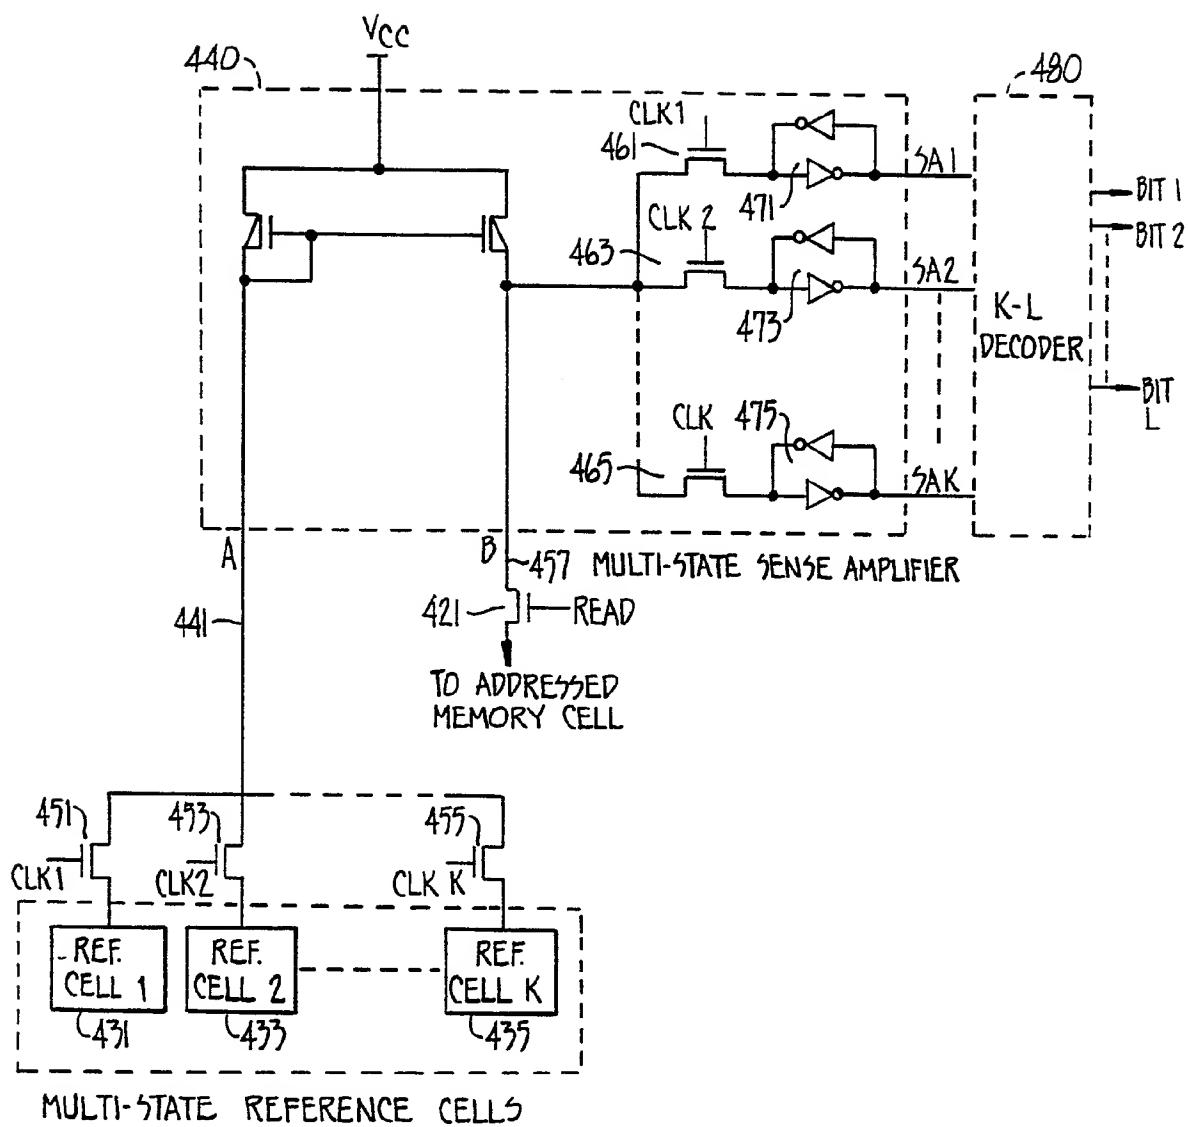 VCC
440
480
CLK1
461
471
SA1
BIT 1
CLK 2
463
473
SA2
BIT 2
K-L
DECODER
CLK
475
465
SAK
BIT
L
A
B
457
MULTI-STATE SENSE AMPLIFIER
421
READ
441
TO ADDRESSED
MEMORY CELL
451
453
455
CLK1
CLK2
CLK K
REF.
CELL 1
REF.
CELL 2
REF.
CELL K
431
433
435
MULTI-STATE REFERENCE CELLS